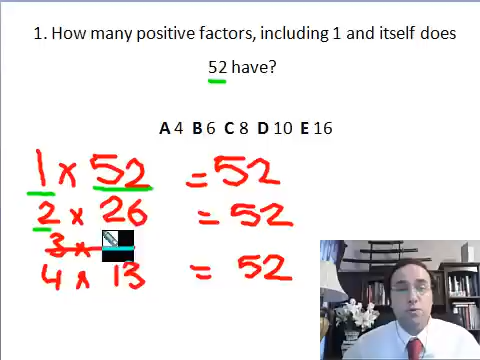 1. How many positive factors, including 1 and itself does
52 have?
A 4 B 6 C 8 D 10 E 16
1 × 52 = 52
2 × 26 = 52
3 ×
4 × 13 = 52